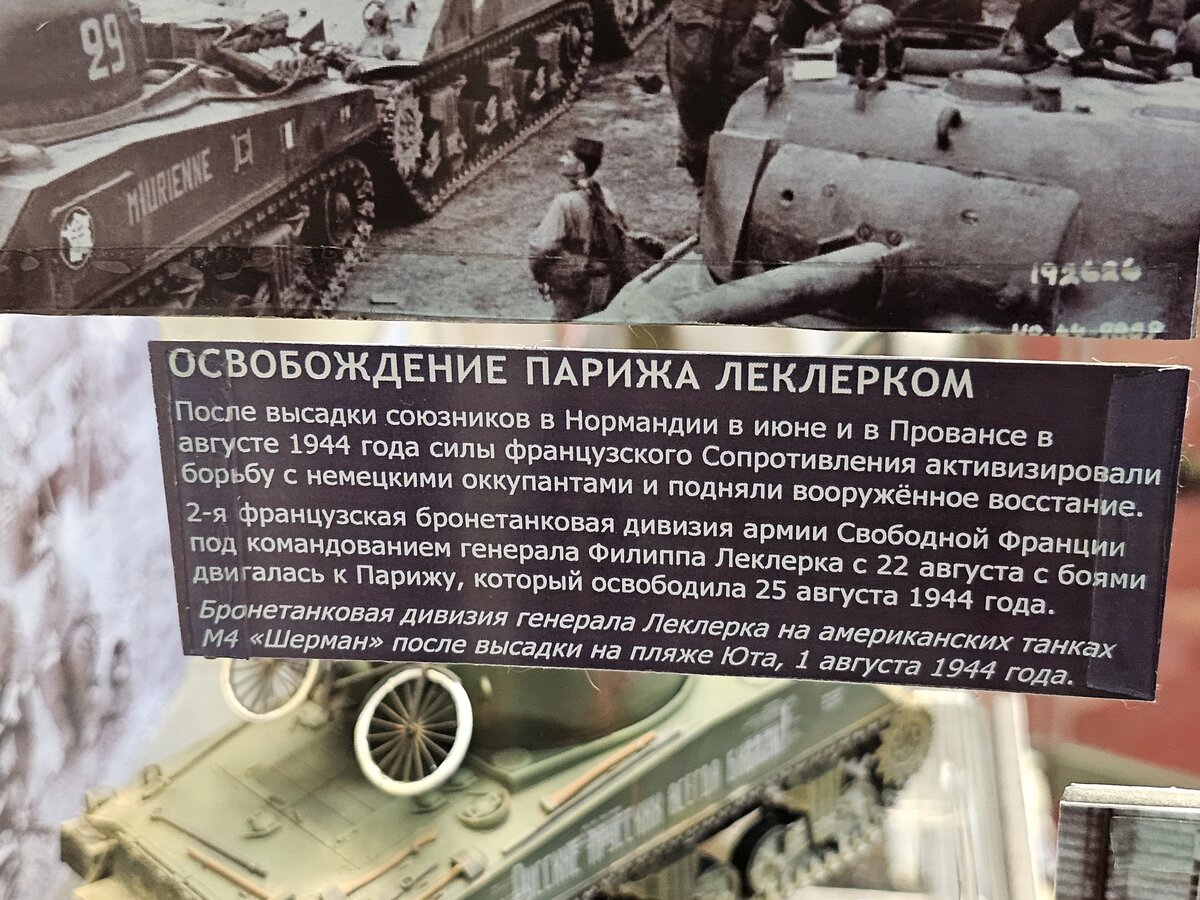 29
MAURIENNE
192626
ОСВОБОЖДЕНИЕ ПАРИЖА ЛЕКЛЕРКОМ
После высадки союзников в Нормандии в июне и в Провансе в
августе 1944 года силы французского Сопротивления активизировали
борьбу с немецкими оккупантами и подняли вооружённое восстание.
2-я французская бронетанковая дивизия армии Свободной Франции
под командованием генерала Филиппа Леклерка с 22 августа с боями
двигалась к Парижу, который освободила 25 августа 1944 года.
Бронетанковая дивизия генерала Леклерка на американских танках
М4 «Шерман» после высадки на пляже Юта, 1 августа 1944 года.
ВСЕГДО